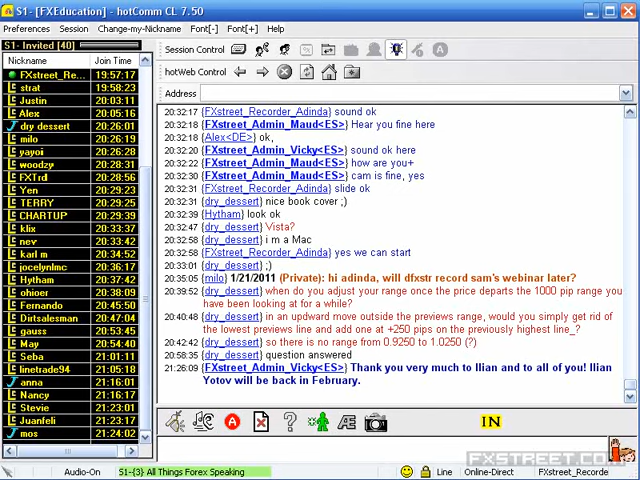 S1- [FXEducation] - hotComm CL 7.50
Preferences Session Change-my-Nickname Font[-] Font[+] Help
S1- Invited [40]
Session Control
hotWeb Control
Address
Nickname Join Time
FXstreet_Re... 19:57:17
strat 19:58:23
Justin 20:03:11
Alex 20:05:16
dry dessert 20:26:01
milo 20:26:19
yayoi 20:26:28
woodzy 20:28:31
FXTrd 20:28:56
Yen 20:29:23
TERRY 20:29:25
CHARTUP 20:29:39
klix 20:33:37
nev 20:33:42
karl m 20:34:52
jocelynlmc 20:36:17
Hytham 20:37:42
ohioer 20:38:09
Fernando 20:45:50
Dirtsalesman 20:47:04
gauss 20:53:45
May 20:54:40
Seba 21:01:11
linetrade94 21:05:18
anna 21:16:01
Nancy 21:16:17
Stevie 21:23:01
Juanfeli 21:23:17
mos 21:24:02
20:32:17 {FXstreet_Recorder_Adinda} sound ok
20:32:18 {FXstreet_Admin_Maud<ES>} Hear you fine here
20:32:18 {Alex<DE>} ok,
20:32:20 {FXstreet_Admin_Vicky<ES>} sound ok here
20:32:22 {FXstreet_Admin_Maud<ES>} how are you+
20:32:30 {FXstreet_Admin_Maud<ES>} cam is fine, yes
20:32:31 {FXstreet_Recorder_Adinda} slide ok
20:32:39 {dry_dessert} nice book cover ;)
20:32:39 {Hytham} look ok
20:32:47 {dry_dessert} Vista?
20:32:58 {dry_dessert} i m a Mac
20:32:58 {FXstreet_Recorder_Adinda} yes we can start
20:33:01 {dry_dessert} ;)
20:35:05 {milo} 1/21/2011 (Private): hi adinda, will dfxstr record sam's webinar later?
20:39:52 {dry_dessert} when do you adjust your range once the price departs the 1000 pip range you
have been looking at for a while?
20:40:48 {dry_dessert} in an updward move outside the previews range, would you simply get rid of
the lowest previews line and add one at +250 pips on the previously highest line_?
20:42:42 {dry_dessert} so there is no range from 0.9250 to 1.0250 (?)
20:58:35 {dry_dessert} question answered
21:26:09 {FXstreet_Admin_Vicky<ES>} Thank you very much to Ilian and to all of you! Ilian
Yotov will be back in February.
IN
FXSTREET.COM
Audio-On S1-{3} All Things Forex Speaking Line Online-Direct FXstreet_Recorde